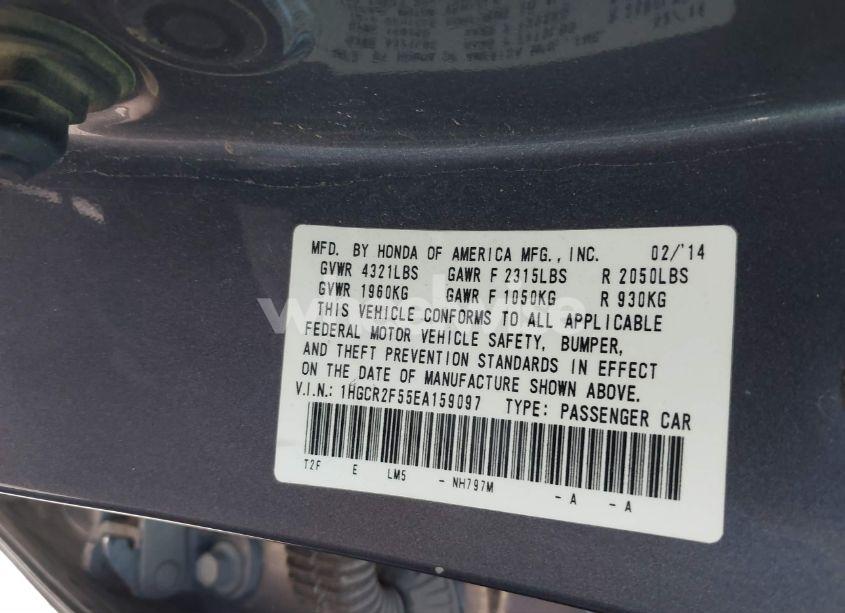 MFD. BY HONDA OF AMERICA MFG., INC. 02/'14
GVWR 4321LBS GAWR F 2315LBS R 2050LBS
GVWR 1960KG GAWR F 1050KG R 930KG
THIS VEHICLE CONFORMS TO ALL APPLICABLE
FEDERAL MOTOR VEHICLE SAFETY, BUMPER,
AND THEFT PREVENTION STANDARDS IN EFFECT
ON THE DATE OF MANUFACTURE SHOWN ABOVE.
V.I.N.: 1HGCR2F55EA159097 TYPE: PASSENGER CAR
T2F E LM5 - NH797M - A - A